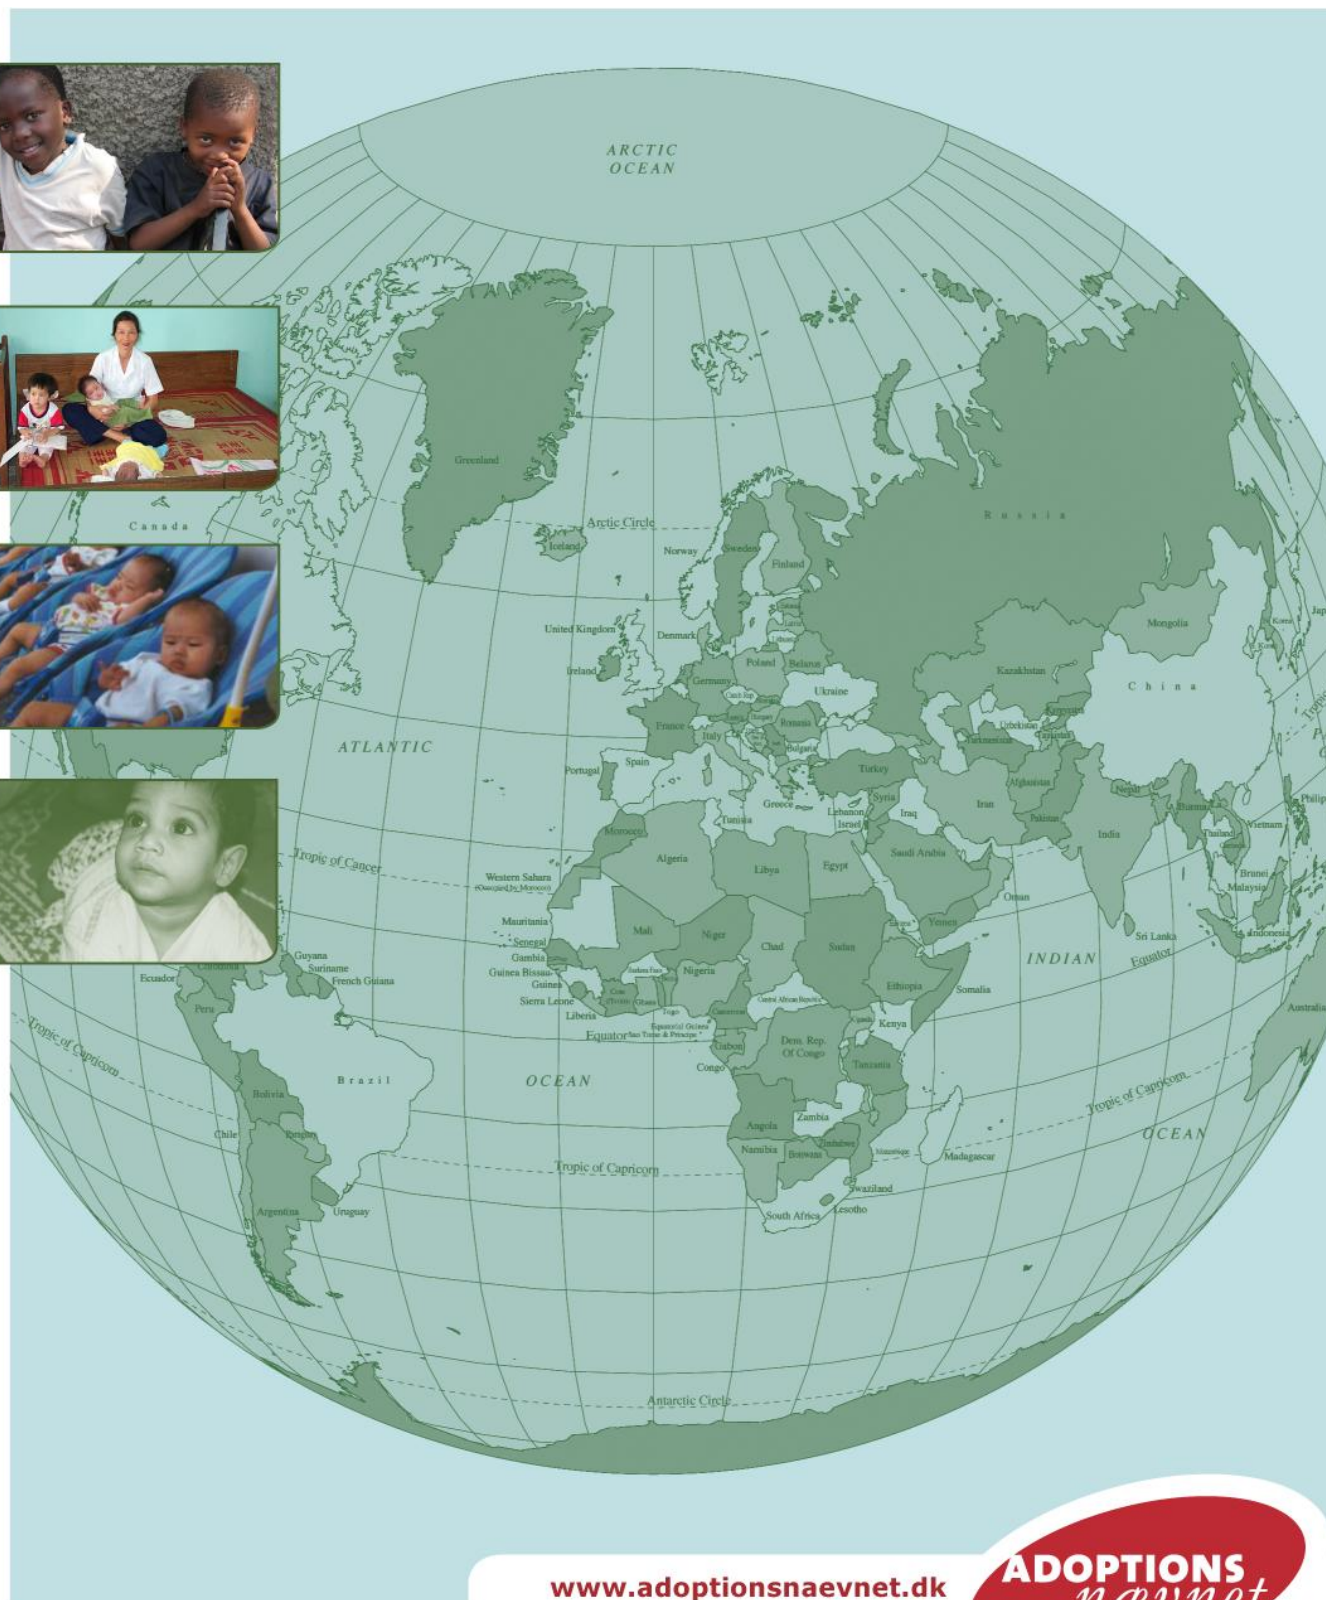 ARCTIC
OCEAN
Greenland
Canada
Arctic Circle
Iceland
Norway
Sweden
Finland
Russia
United Kingdom
Denmark
Ireland
Poland
Belarus
Germany
Ukraine
Kazakhstan
Mongolia
China
Korea
Jap
France
Italy
Romania
Bulgaria
Uzbekistan
ATLANTIC
Portugal
Spain
Greece
Turkey
Syria
Lebanon
Israel
Iraq
Iran
Afghanistan
Pakistan
Nepal
India
Burma
Thailand
Vietnam
Philip
Tunisia
Morocco
Algeria
Libya
Egypt
Saudi Arabia
Tropic of Cancer
Western Sahara
(Occupied by Morocco)
Oman
Yemen
Brunei
Malaysia
Indonesia
Sri Lanka
Mauritania
Mali
Niger
Chad
Sudan
Senegal
Gambia
Guinea Bissau
Guinea
Sierra Leone
Liberia
Nigeria
Togo
Ghana
Central African Republic
Ethiopia
Somalia
INDIAN
Equator
Guyana
Suriname
French Guiana
Ecuador
Peru
Equator
Equatorial Guinea
Sao Tome & Principe
Gabon
Congo
Dem. Rep.
Of Congo
Kenya
Tanzania
Australia
Tropic of Capricorn
Brazil
OCEAN
Bolivia
Chile
Paraguay
Angola
Zambia
Zimbabwe
Namibia
Botswana
Mozambique
Madagascar
Tropic of Capricorn
OCEAN
Tropic of Capricorn
Swaziland
Lesotho
South Africa
Argentina
Uruguay
Antarctic Circle
www.adoptionsnaevnet.dk
ADOPTIONS
nævnet